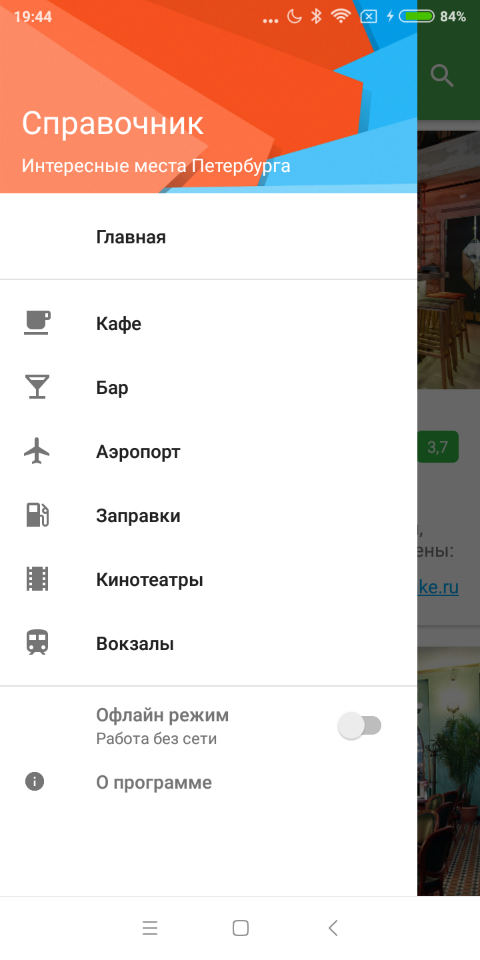 19:44
84%
Справочник
Интересные места Петербурга
Главная
Кафе
Бар
Аэропорт
Заправки
Кинотеатры
Вокзалы
Офлайн режим
Работа без сети
О программе
3,7
ены:
ke.ru